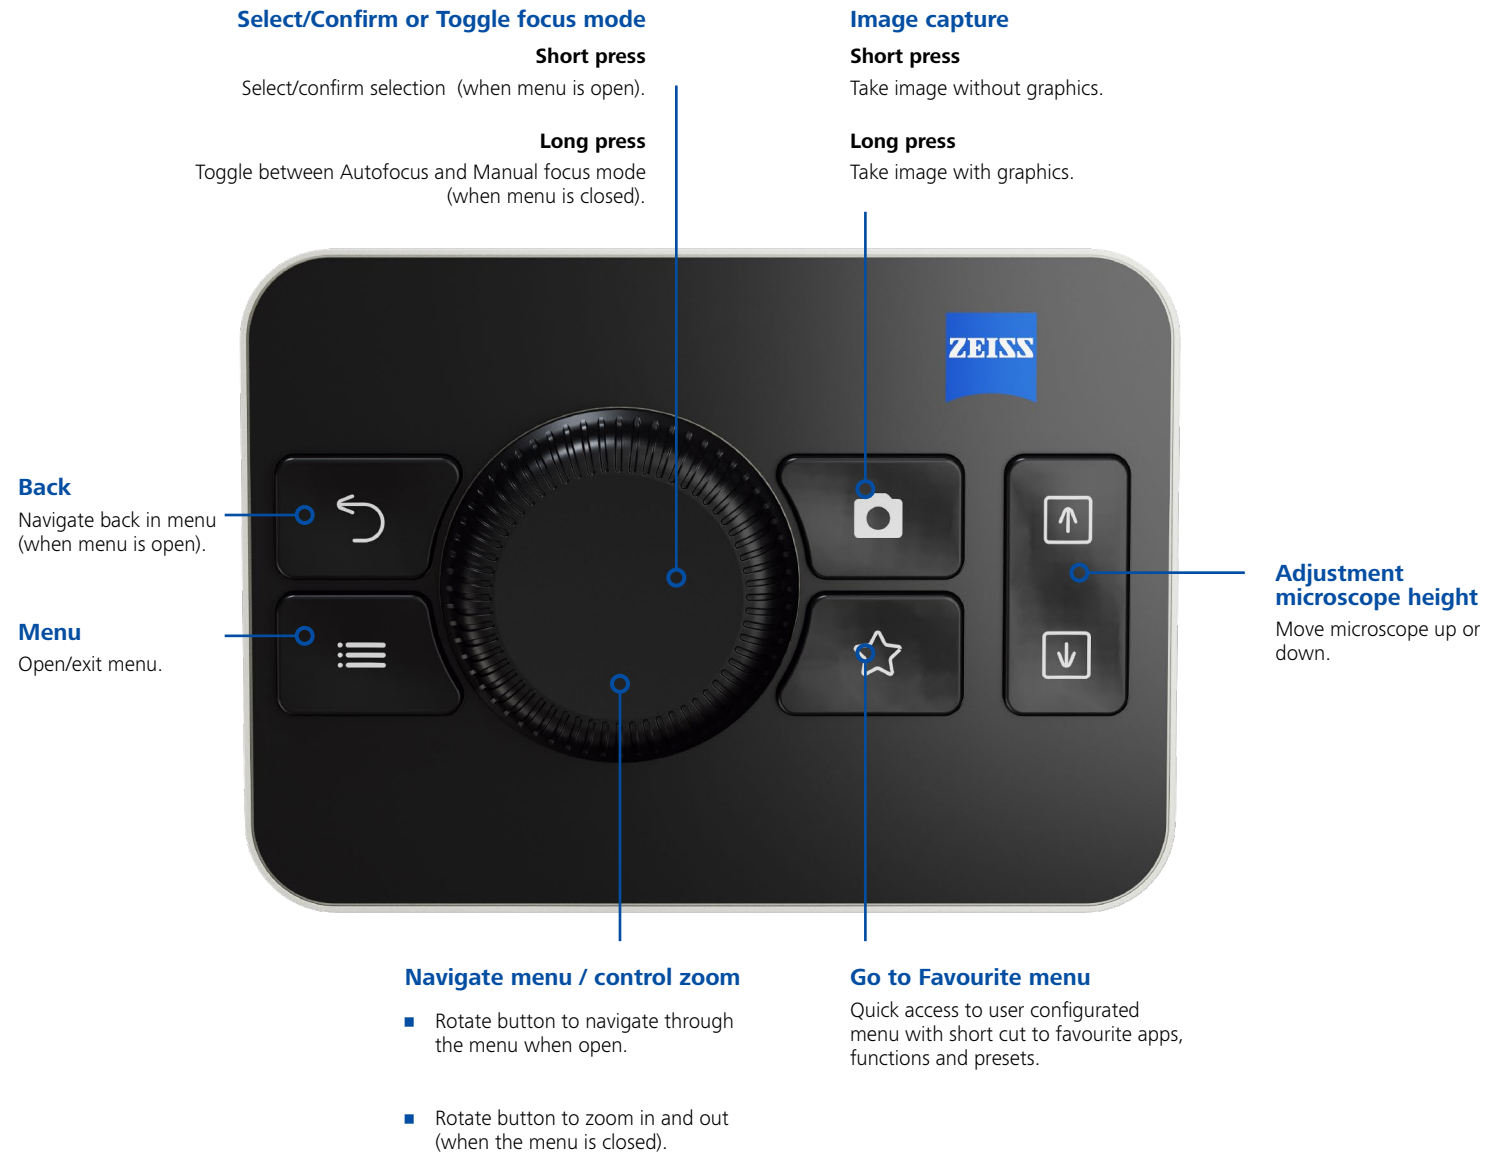 Select/Confirm or Toggle focus mode
Short press
Select/confirm selection (when menu is open).
Long press
Toggle between Autofocus and Manual focus mode
(when menu is closed).
Image capture
Short press
Take image without graphics.
Long press
Take image with graphics.
ZEISS
Back
Navigate back in menu
(when menu is open).
Menu
Open/exit menu.
Adjustment
microscope height
Move microscope up or
down.
Navigate menu / control zoom
Rotate button to navigate through
the menu when open.
Rotate button to zoom in and out
(when the menu is closed).
Go to Favourite menu
Quick access to user configurated
menu with short cut to favourite apps,
functions and presets.